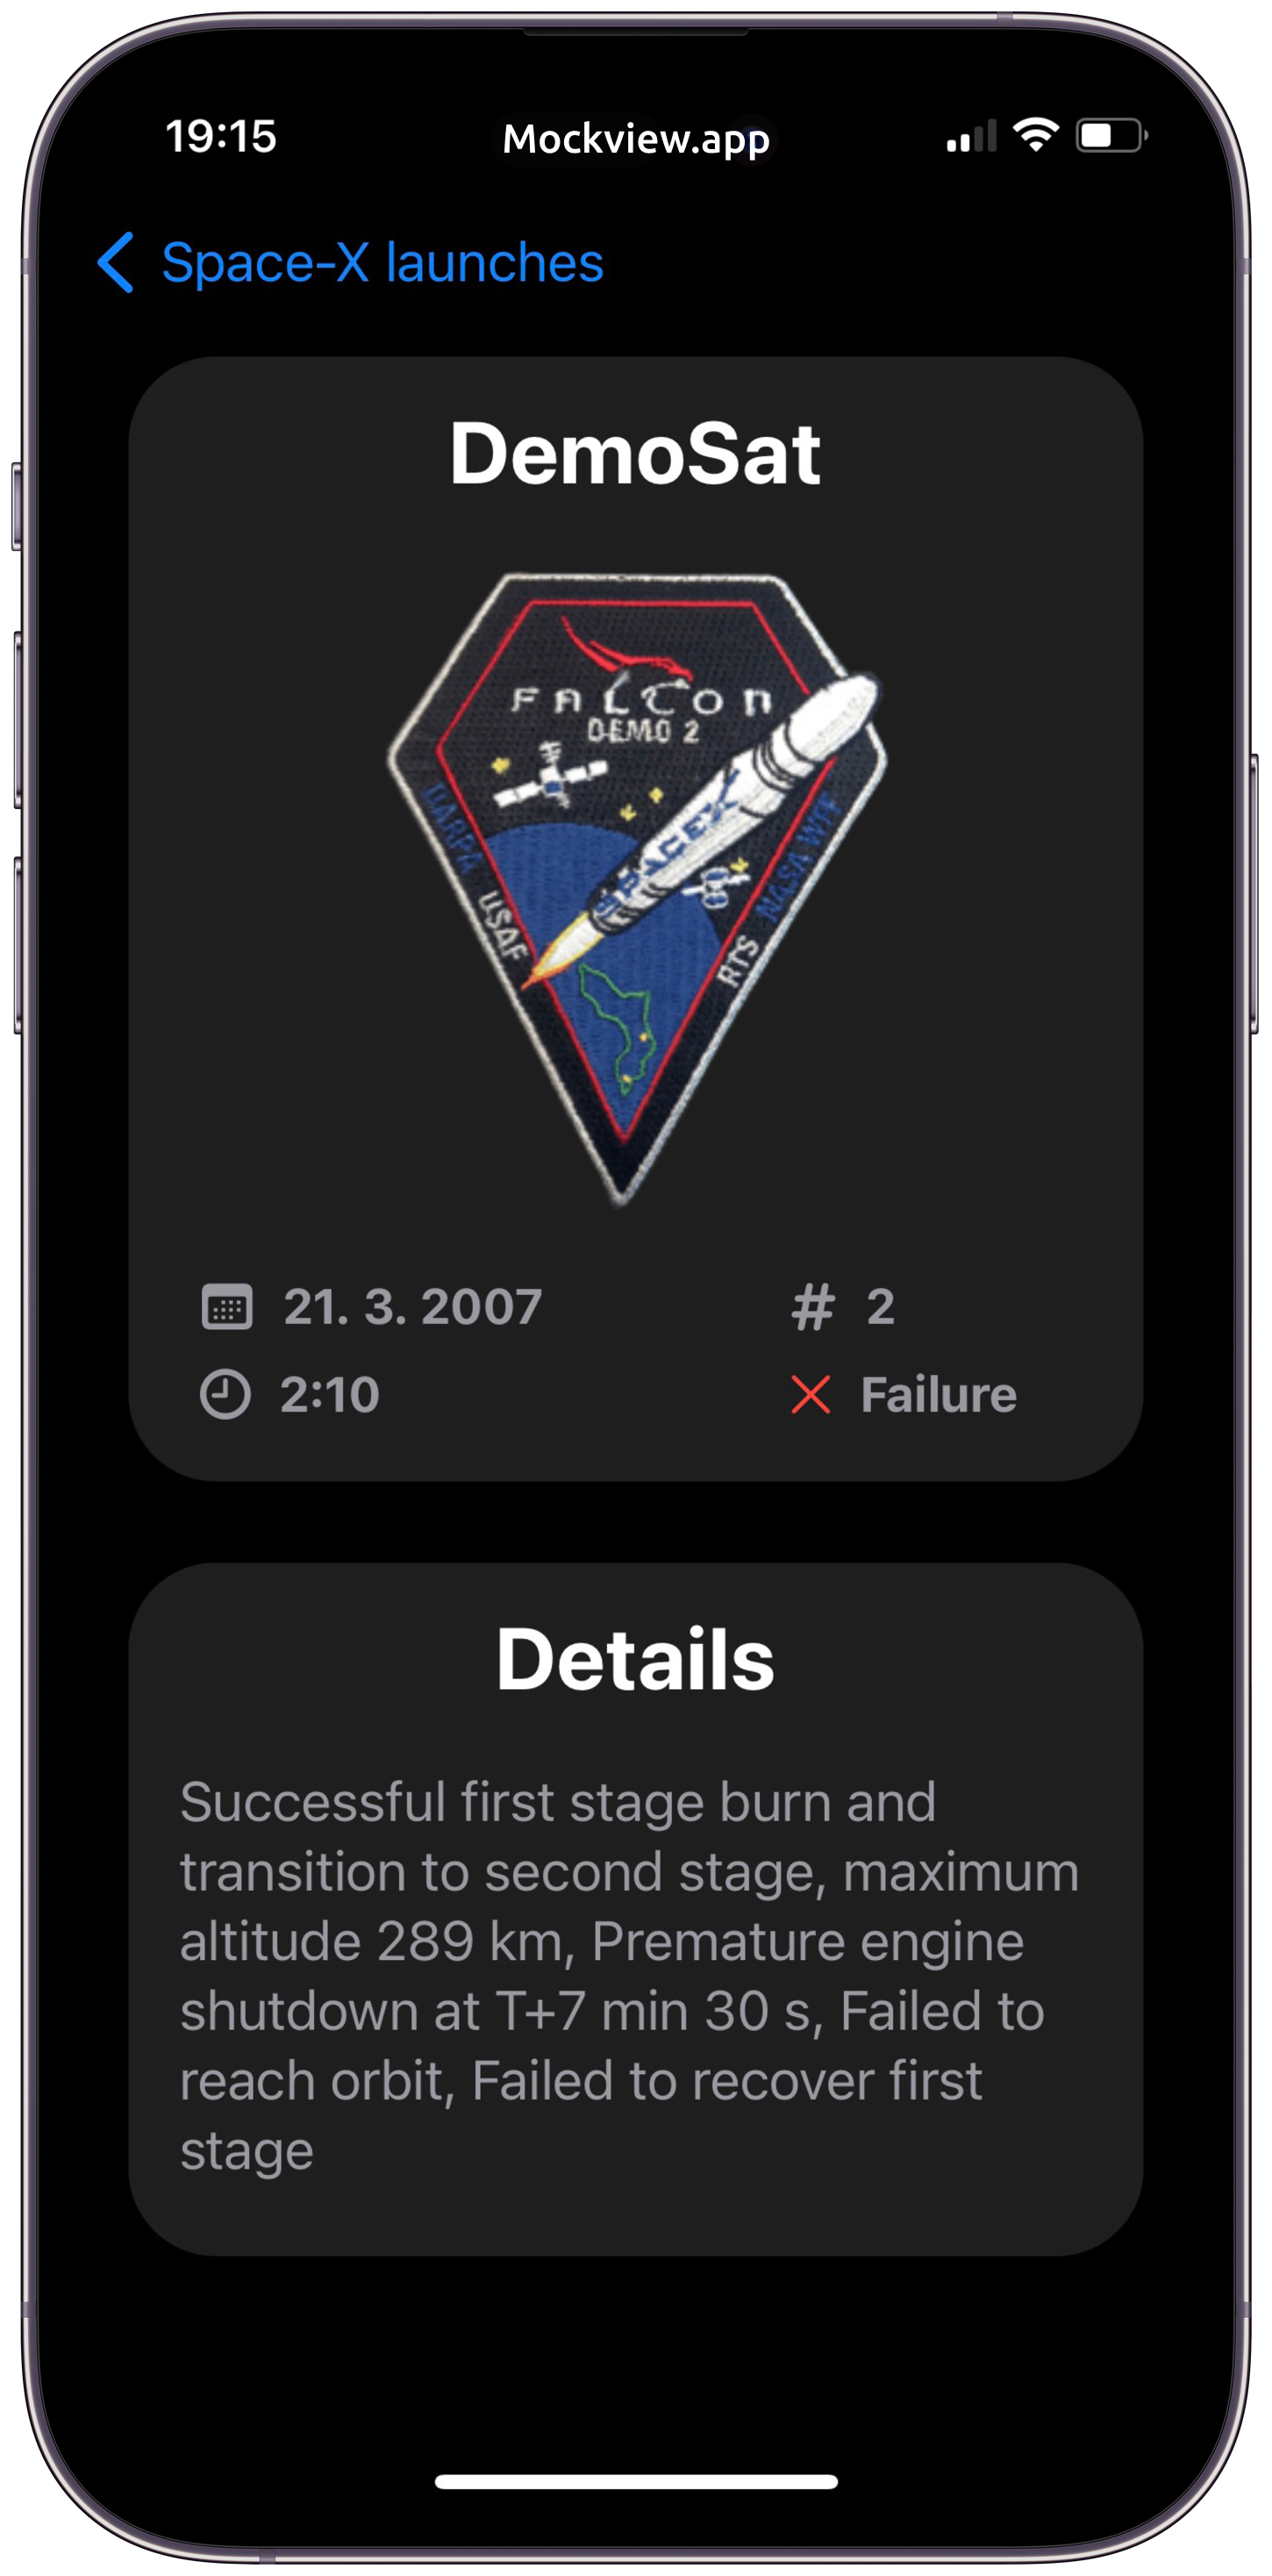 19:15
Mockview.app
Space-X launches
DemoSat
FALCON
DEMO 2
SPACEX
DARPA
USAF
NASA WFF
RTS
21. 3. 2007
# 2
2:10
Failure
Details
Successful first stage burn and
transition to second stage, maximum
altitude 289 km, Premature engine
shutdown at T+7 min 30 s, Failed to
reach orbit, Failed to recover first
stage